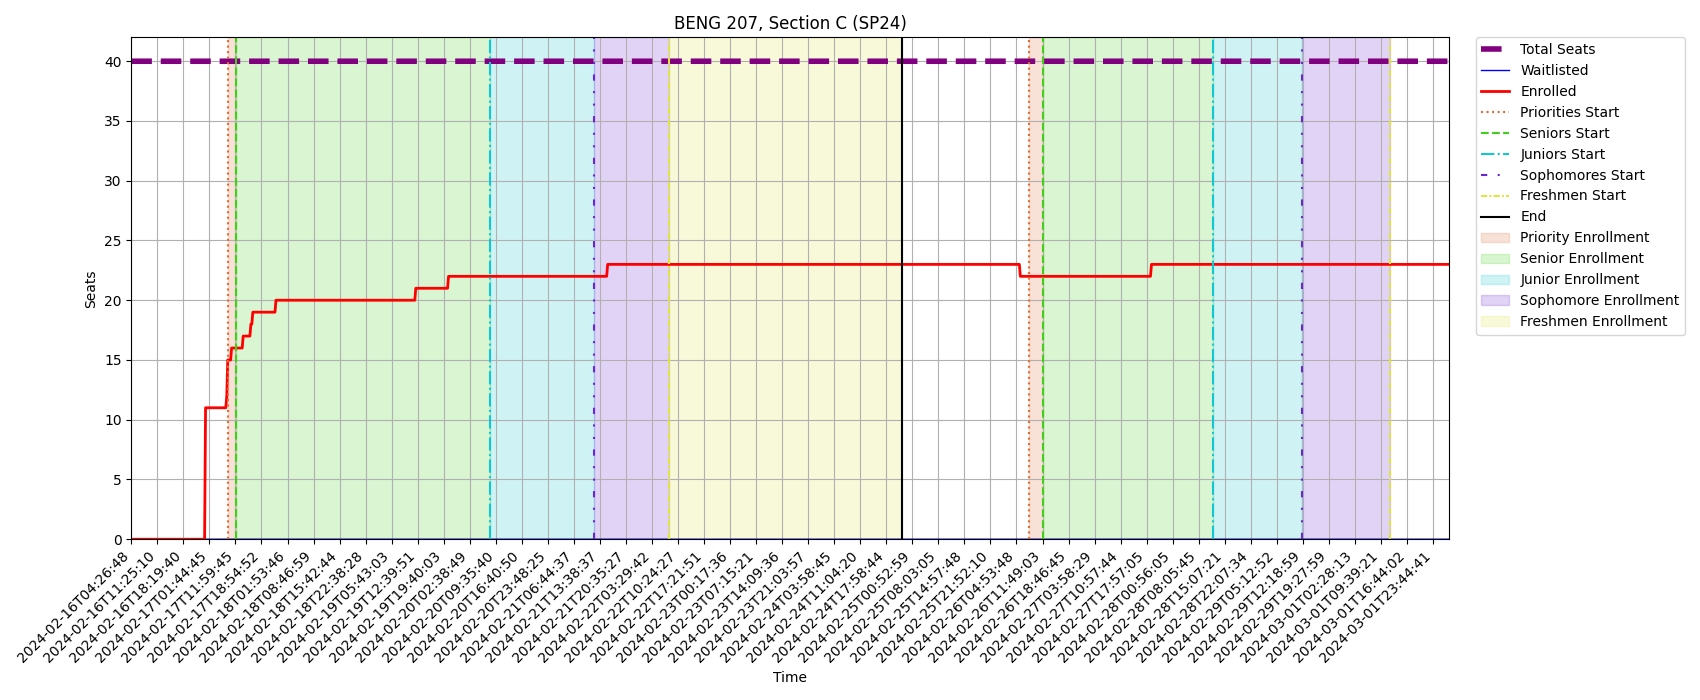 BENG 207, Section C (SP24)
Total Seats
Waitlisted
Enrolled
Priorities Start
Seniors Start
Juniors Start
Sophomores Start
Freshmen Start
End
Priority Enrollment
Senior Enrollment
Junior Enrollment
Sophomore Enrollment
Freshmen Enrollment
Seats
40
35
30
25
20
15
10
5
0
2024-02-16T04:26:48
2024-02-16T11:25:10
2024-02-16T18:19:40
2024-02-17T01:44:45
2024-02-17T11:59:45
2024-02-17T18:54:52
2024-02-18T01:53:46
2024-02-18T08:46:59
2024-02-18T15:42:44
2024-02-18T22:38:28
2024-02-19T05:43:03
2024-02-19T12:39:51
2024-02-19T19:40:03
2024-02-20T02:38:49
2024-02-20T09:35:40
2024-02-20T16:40:50
2024-02-20T23:48:25
2024-02-21T06:44:37
2024-02-21T13:38:37
2024-02-21T20:35:27
2024-02-22T03:29:42
2024-02-22T10:24:27
2024-02-22T17:21:51
2024-02-23T00:17:36
2024-02-23T07:15:21
2024-02-23T14:09:36
2024-02-23T21:03:57
2024-02-24T03:58:45
2024-02-24T11:04:20
2024-02-24T17:58:44
2024-02-25T00:52:59
2024-02-25T08:03:05
2024-02-25T14:57:48
2024-02-25T21:52:10
2024-02-26T04:53:48
2024-02-26T11:49:03
2024-02-26T18:46:45
2024-02-27T03:58:29
2024-02-27T10:57:44
2024-02-27T17:57:05
2024-02-28T00:56:05
2024-02-28T08:05:45
2024-02-28T15:07:21
2024-02-28T22:07:34
2024-02-29T05:12:52
2024-02-29T12:18:59
2024-02-29T19:27:59
2024-03-01T02:28:13
2024-03-01T09:39:21
2024-03-01T16:44:02
2024-03-01T23:44:41
Time